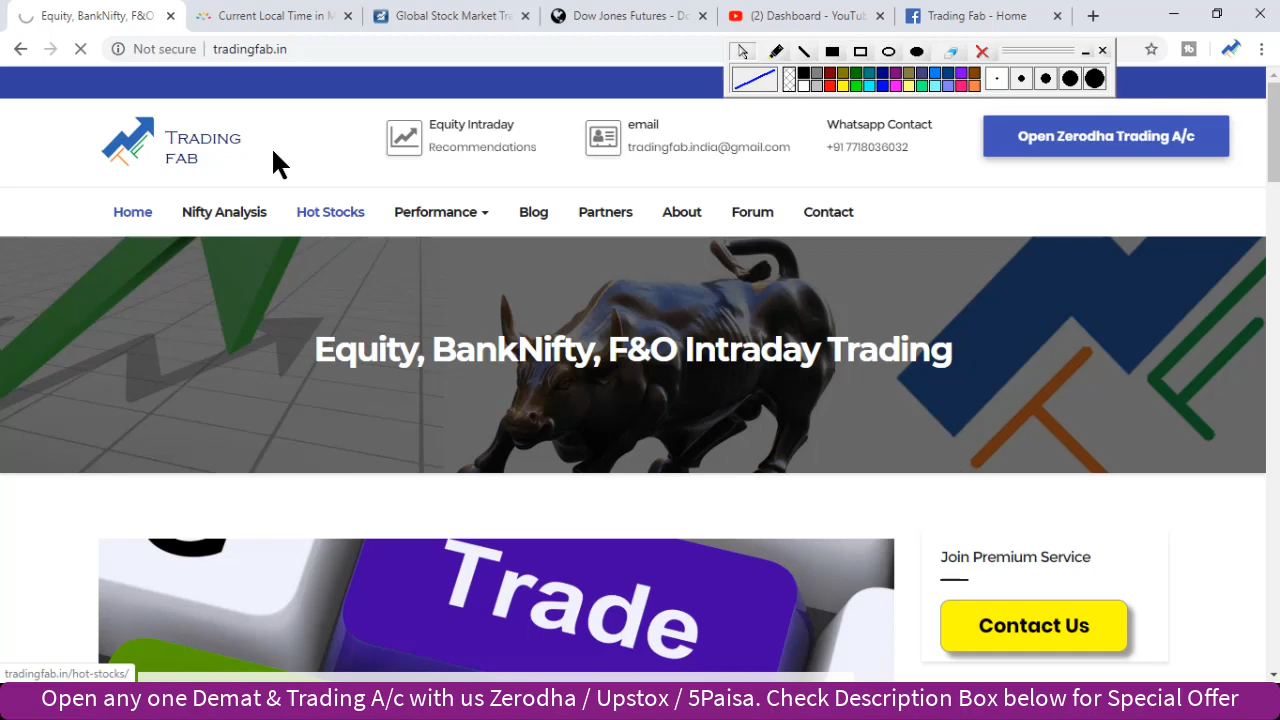 Equity, BankNifty, F&O
Current Local Time in M
Global Stock Market Tra
Dow Jones Futures - Do
(2) Dashboard - YouTub
Trading Fab - Home
Not secure
tradingfab.in
TRADING
FAB
Equity Intraday
Recommendations
email
tradingfab.india@gmail.com
Whatsapp Contact
+91 7718036032
Open Zerodha Trading A/c
Home
Nifty Analysis
Hot Stocks
Performance
Blog
Partners
About
Forum
Contact
Equity, BankNifty, F&O Intraday Trading
Trade
Join Premium Service
Contact Us
tradingfab.in/hot-stocks/
Open any one Demat & Trading A/c with us Zerodha / Upstox / 5Paisa. Check Description Box below for Special Offer